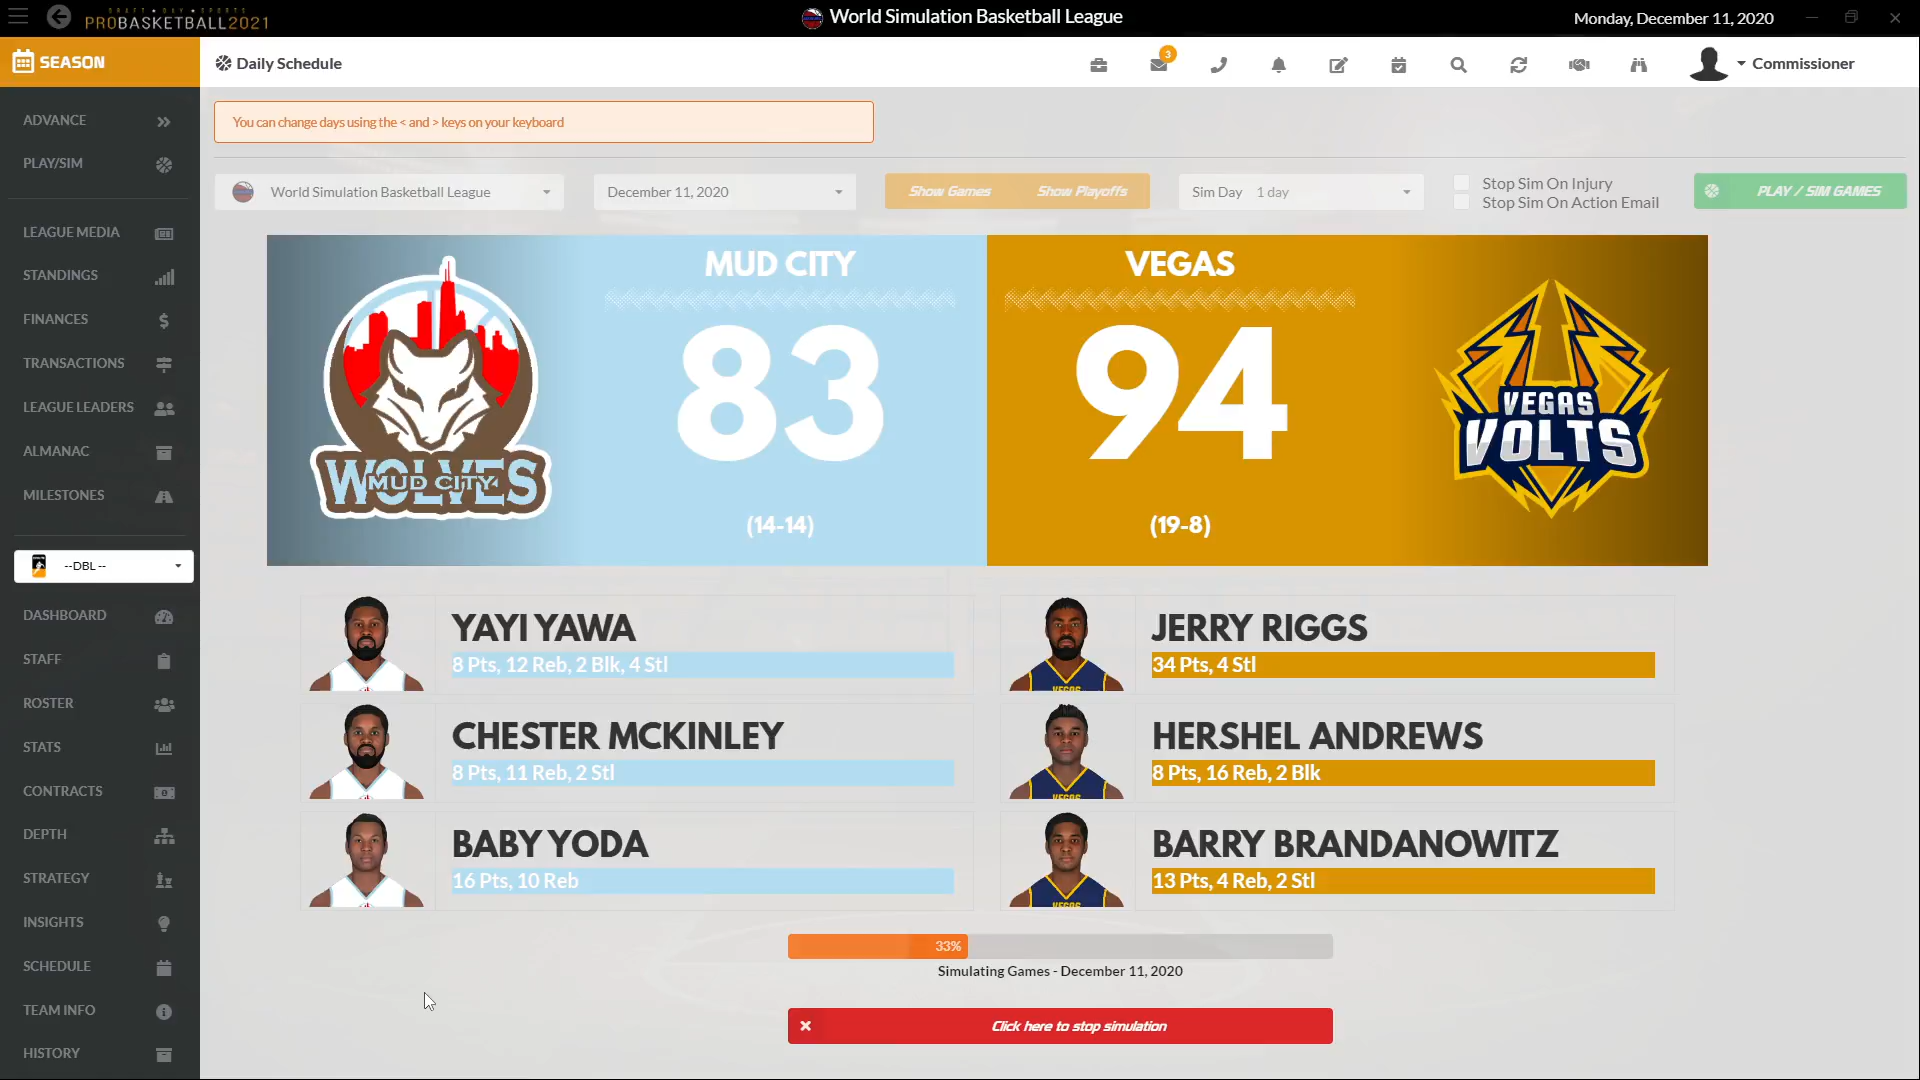 DRAFT • DAY • SPORTS
PROBASKETBALL2021
World Simulation Basketball League
Monday, December 11, 2020
SEASON
Daily Schedule
3
Commissioner
ADVANCE
PLAY/SIM
LEAGUE MEDIA
STANDINGS
FINANCES
TRANSACTIONS
LEAGUE LEADERS
ALMANAC
MILESTONES
--DBL--
DASHBOARD
STAFF
ROSTER
STATS
CONTRACTS
DEPTH
STRATEGY
INSIGHTS
SCHEDULE
TEAM INFO
HISTORY
You can change days using the < and > keys on your keyboard
World Simulation Basketball League
December 11, 2020
Show Games
Show Playoffs
Sim Day 1 day
Stop Sim On Injury
Stop Sim On Action Email
PLAY / SIM GAMES
WOLVES
MUD CITY
MUD CITY
83
(14-14)
VEGAS
94
(19-8)
VEGAS
VOLTS
YAYI YAWA
8 Pts, 12 Reb, 2 Blk, 4 Stl
CHESTER MCKINLEY
8 Pts, 11 Reb, 2 Stl
BABY YODA
16 Pts, 10 Reb
JERRY RIGGS
34 Pts, 4 Stl
VEGAS
HERSHEL ANDREWS
8 Pts, 16 Reb, 2 Blk
VEGAS
BARRY BRANDANOWITZ
13 Pts, 4 Reb, 2 Stl
VEGAS
33%
Simulating Games - December 11, 2020
Click here to stop simulation